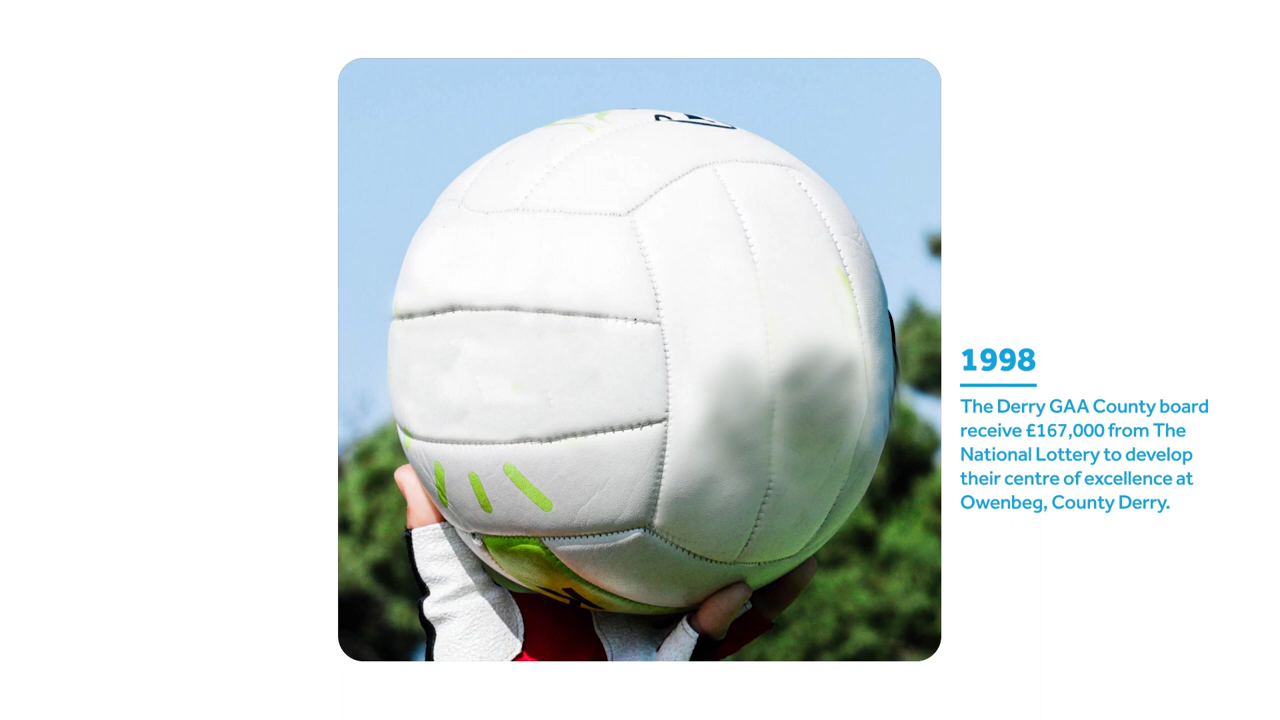 1998
The Derry GAA County board
receive £167,000 from The
National Lottery to develop
their centre of excellence at
Owenbeg, County Derry.